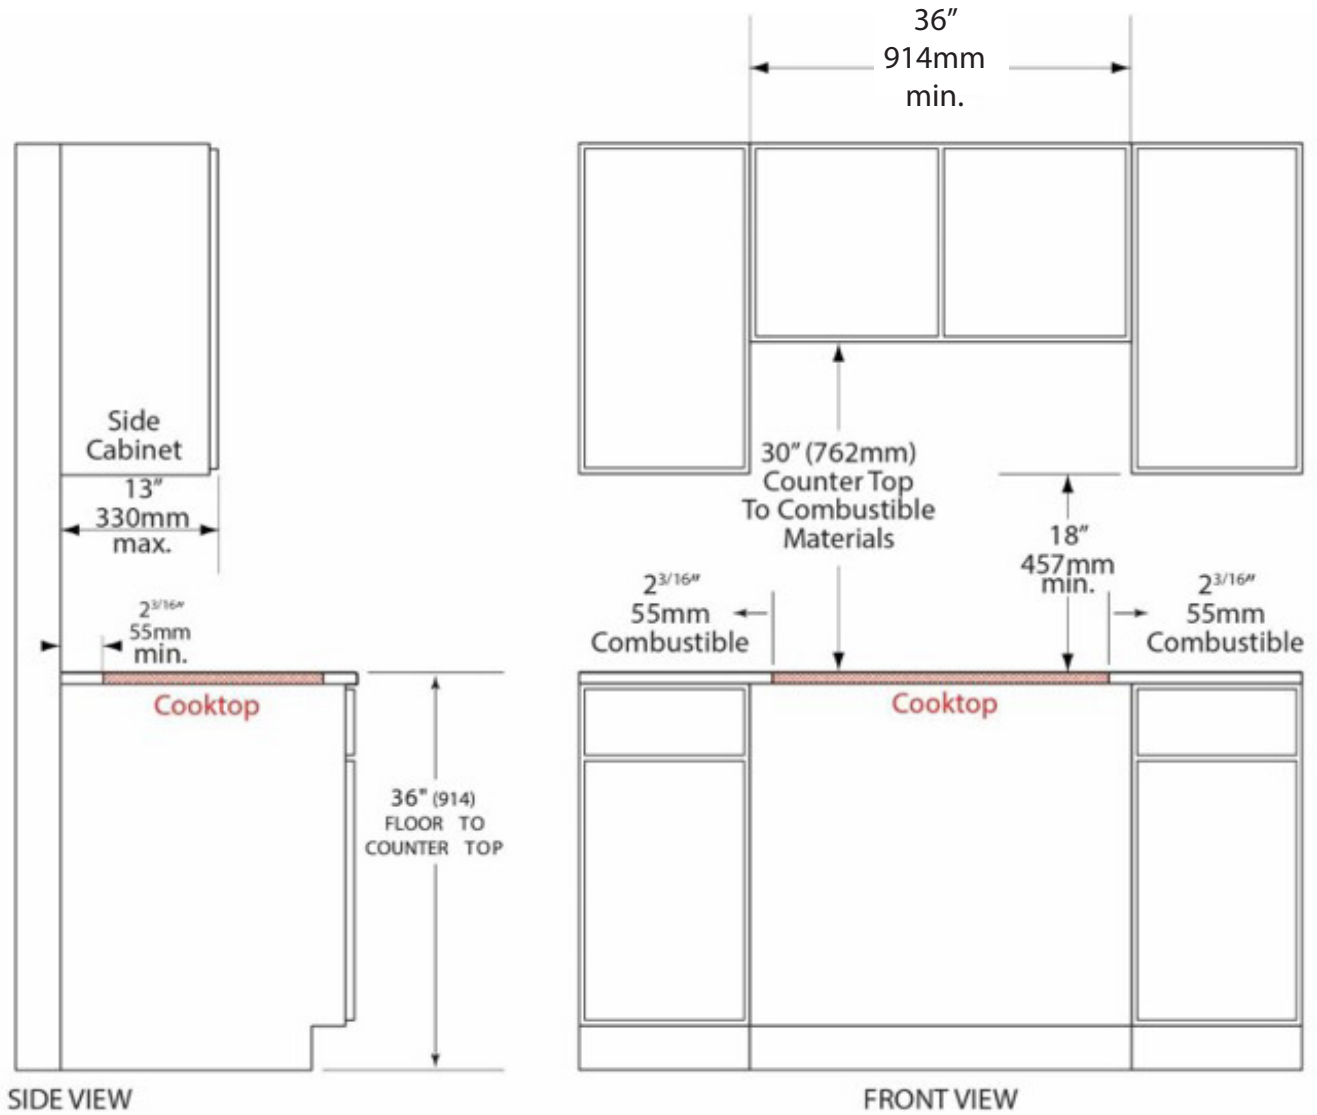 36”
914mm
min.
Side
Cabinet
13”
330mm
max.
2 3/16”
55mm
min.
Cooktop
36" (914)
FLOOR TO
COUNTER TOP
SIDE VIEW
30” (762mm)
Counter Top
To Combustible
Materials
18”
457mm
min.
2 3/16”
55mm
Combustible
2 3/16”
55mm
Combustible
Cooktop
FRONT VIEW